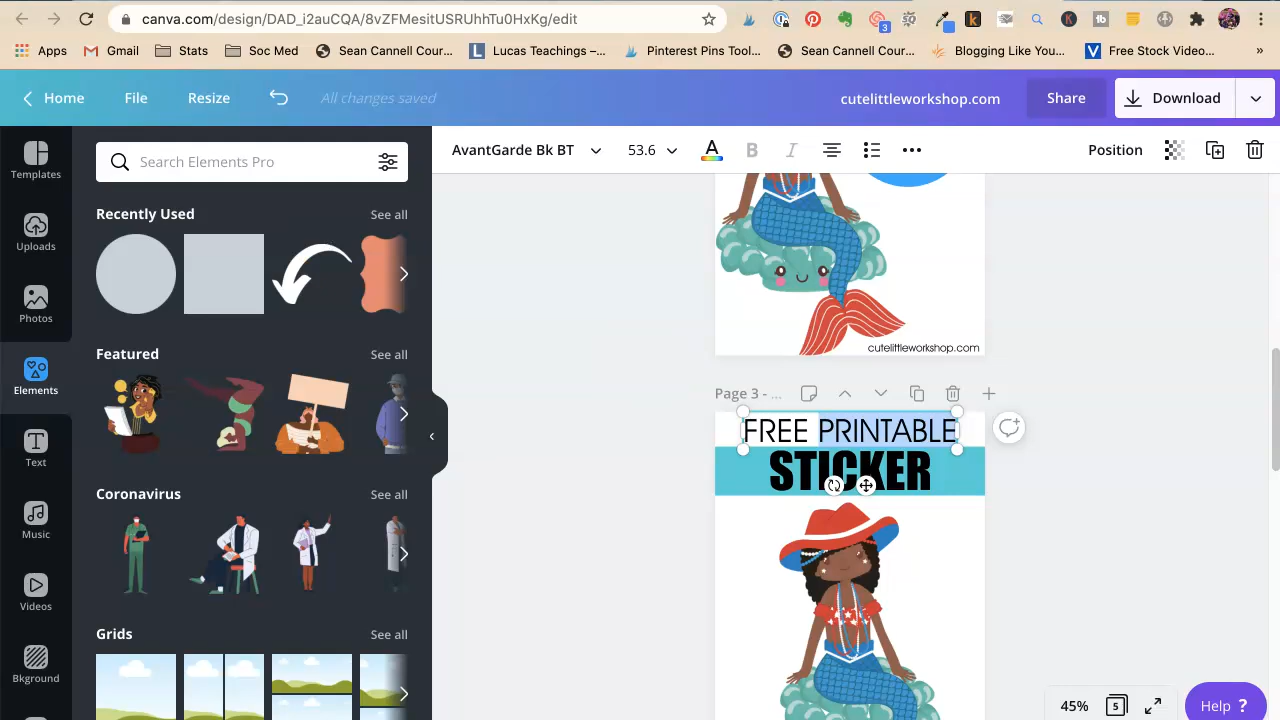 canva.com/design/DAD_i2auCQA/8vZFMesitUSRUhhTu0HxKg/edit
3
Apps
Gmail
Stats
Soc Med
Sean Cannell Cour...
Lucas Teachings –...
Pinterest Pins Tool...
Sean Cannell Cour...
Blogging Like You...
Free Stock Video...
»
Home
File
Resize
All changes saved
cutelittleworkshop.com
Share
Download
Templates
Uploads
Photos
Elements
Text
Music
Videos
Bkground
Search Elements Pro
Recently Used
See all
Featured
See all
Coronavirus
See all
Grids
See all
AvantGarde Bk BT
53.6
A
B
I
Position
cutelittleworkshop.com
Page 3 - ...
FREE PRINTABLE
STICKER
45%
5
Help ?